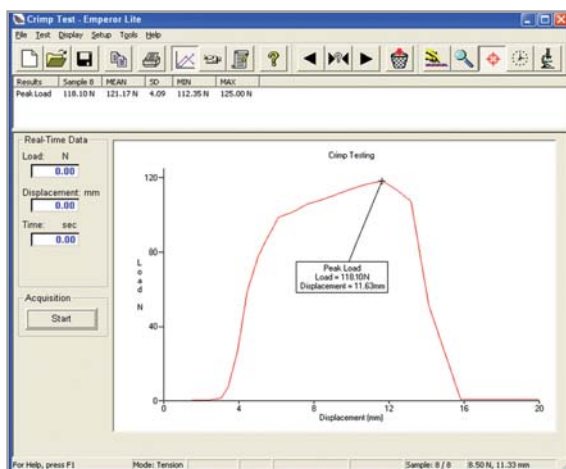 Crimp Test - Emperor Lite
File Test Display Setup Tools Help
Results Sample 8 MEAN SD MIN MAX
Peak Load 118.10 N 121.17 N 4.09 112.35 N 125.00 N
Real-Time Data
Load: N
0.00
Displacement: mm
0.00
Time: sec
0.00
Acquisition
Start
Crimp Testing
120
80
40
0
Load N
Peak Load
Load = 118.10N
Displacement = 11.63mm
0 4 8 12 16 20
Displacement (mm)
For Help, press F1 Mode: Tension Sample: 8 / 8 8.50 N, 11.33 mm